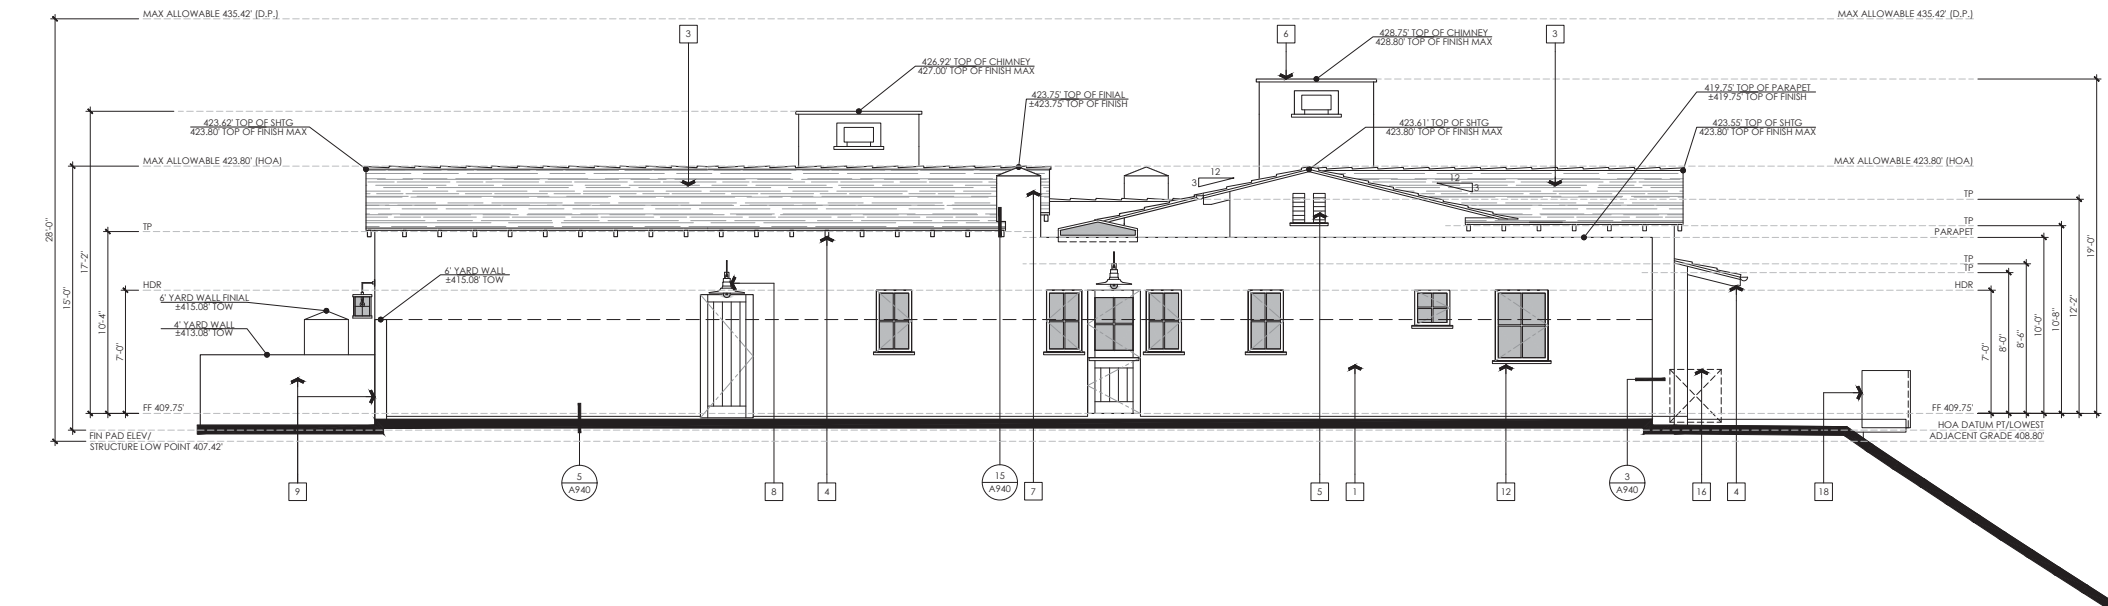 MAX ALLOWABLE 435.42' (D.P.)
MAX ALLOWABLE 435.42' (D.P.)
3
6
3
428.75' TOP OF CHIMNEY
428.80' TOP OF FINISH MAX
426.92' TOP OF CHIMNEY
427.00' TOP OF FINISH MAX
423.75' TOP OF FINIAL
±423.75' TOP OF FINISH
419.75' TOP OF PARAPET
±419.75' TOP OF FINISH
423.62' TOP OF SHTG
423.80' TOP OF FINISH MAX
423.61' TOP OF SHTG
423.80' TOP OF FINISH MAX
423.55' TOP OF SHTG
423.80' TOP OF FINISH MAX
MAX ALLOWABLE 423.80' (HOA)
MAX ALLOWABLE 423.80' (HOA)
12
3
12
3
TP
TP
TP
PARAPET
TP
TP
HDR
HDR
6' YARD WALL
±415.08' TOW
6' YARD WALL FINIAL
±415.08' TOW
4' YARD WALL
±413.08' TOW
28'-0"
15'-0"
17'-2"
10'-4"
7'-0"
7'-0"
8'-0"
8'-6"
10'-0"
10'-8"
12'-2"
19'-0"
FF 409.75'
FF 409.75'
FIN PAD ELEV/
STRUCTURE LOW POINT 407.42'
HOA DATUM PT/LOWEST
ADJACENT GRADE 408.80'
9
5
A940
8
4
15
A940
7
5
1
12
3
A940
16
4
18